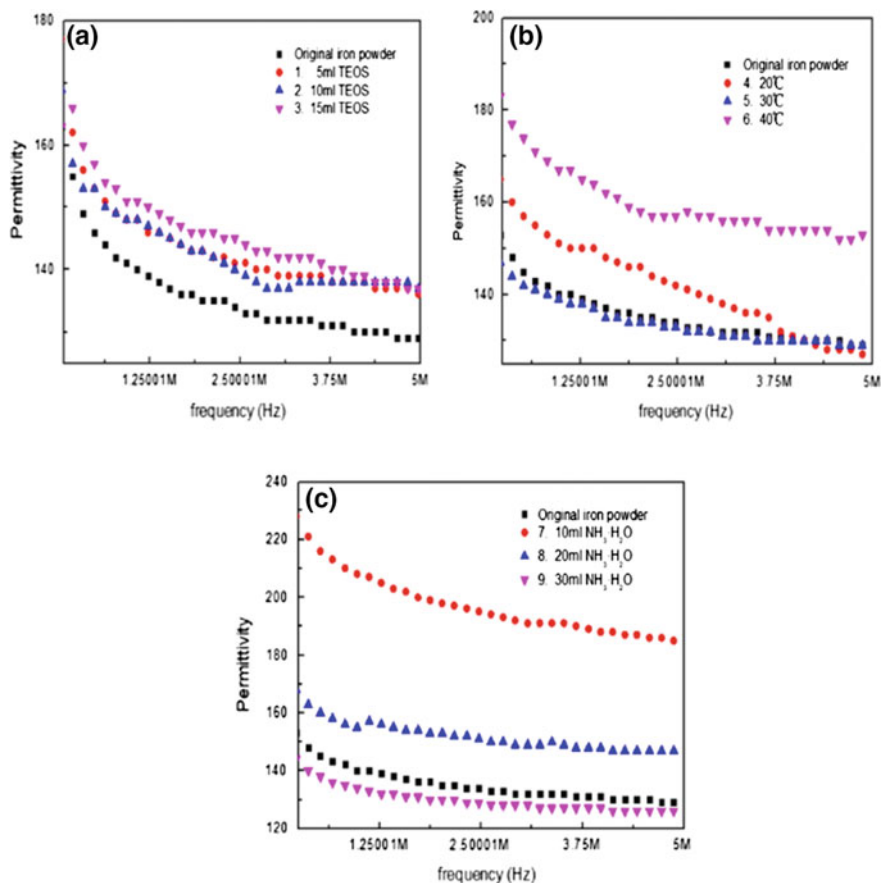 (a)
180
160
140
Permittivity
Original iron powder
1. 5ml TEOS
2. 10ml TEOS
3. 15ml TEOS
1.25001M 2.50001M 3.75M 5M
frequency (Hz)
(b)
200
180
160
140
Permittivity
Original iron powder
4. 20℃
5. 30℃
6. 40℃
1.25001M 2.50001M 3.75M 5M
frequency (Hz)
(c)
240
220
200
180
160
140
120
Permittivity
Original iron powder
7. 10ml NH₃ H₂O
8. 20ml NH₃ H₂O
9. 30ml NH₃ H₂O
1.25001M 2.50001M 3.75M 5M
frequency (Hz)